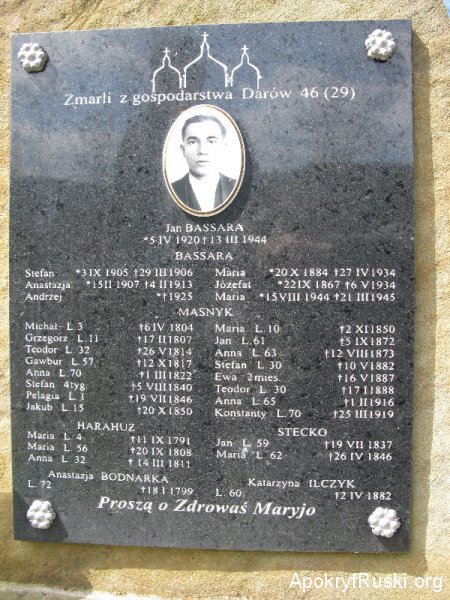 Zmarli z gospodarstwa Darów 46 (29)
Jan BASSARA
*5 IV 1920 †13 III 1944
BASSARA
Stefan *31 IX 1905 †29 III 1906
Anastazja *15 II 1907 †4 II 1913
Andrzej *†1925
Maria *20 X 1884 †27 IV 1934
Józefat *22 IX 1867 †6 V 1934
Maria *15 VIII 1944 †21 III 1945
MASNYK
Michał L. 3 †6 IV 1804
Grzegorz L. 11 †17 II 1807
Teodor L. 32 †26 V 1814
Gawbur L. 57 †12 X 1817
Anna L. 70 †1 III 1822
Stefan 4 tyg. †5 VIII 1840
Pelagia L. 1 †19 VII 1846
Jakub L. 15 †20 X 1850
Maria L. 10 †2 XI 1850
Jan L. 61 †5 IX 1872
Anna L. 63 †12 VIII 1873
Stefan L. 30 †10 V 1882
Ewa 2 mies. †16 V 1887
Teodor L. 30 †17 I 1888
Anna L. 65 †1 II 1916
Konstanty L. 70 †25 III 1919
HARAHUZ
Maria L. 4 †11 IX 1791
Maria L. 56 †20 IX 1808
Anna L. 32 †14 III 1811
STECKO
Jan L. 59 †19 VII 1837
Maria L. 62 †26 IV 1846
Anastazja BODNARKA
L. 72 †18 I 1799
Katarzyna ILCZYK
L. 60 †2 IV 1882
Proszą o Zdrowaś Maryjo
ApokryfRuski.org